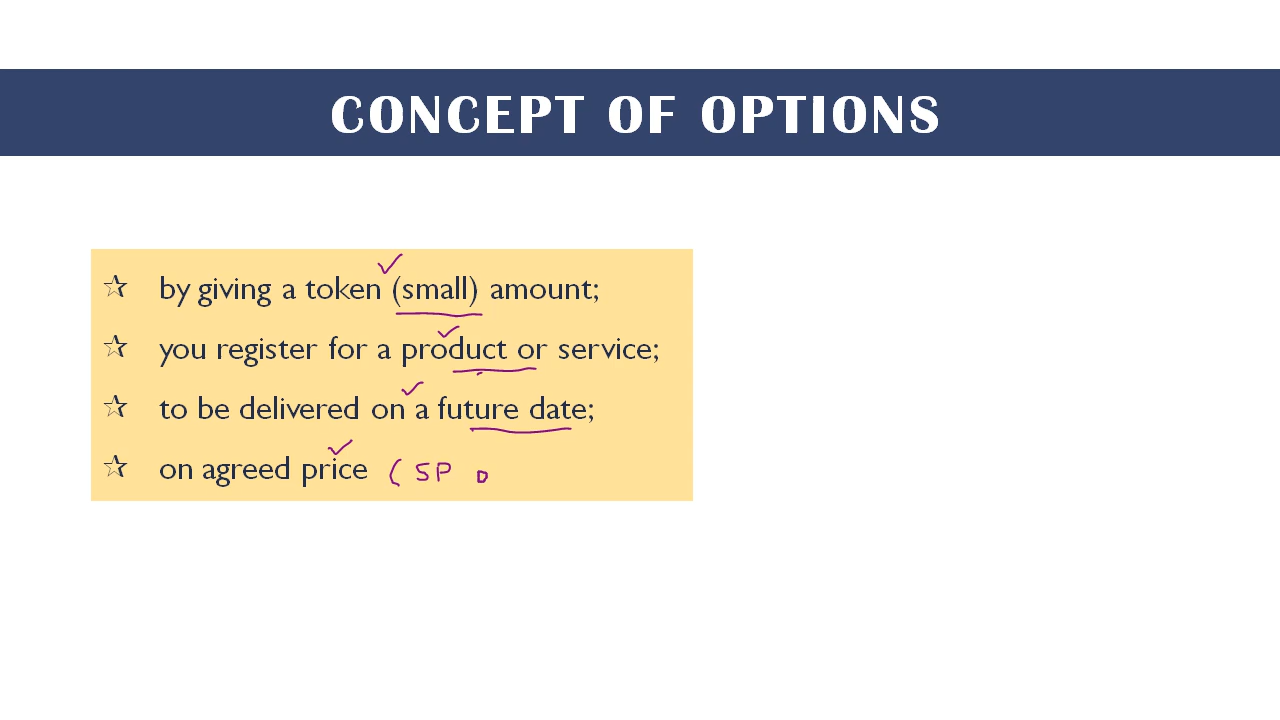 CONCEPT OF OPTIONS
☆ by giving a token (small) amount;
☆ you register for a product or service;
☆ to be delivered on a future date;
☆ on agreed price (SP